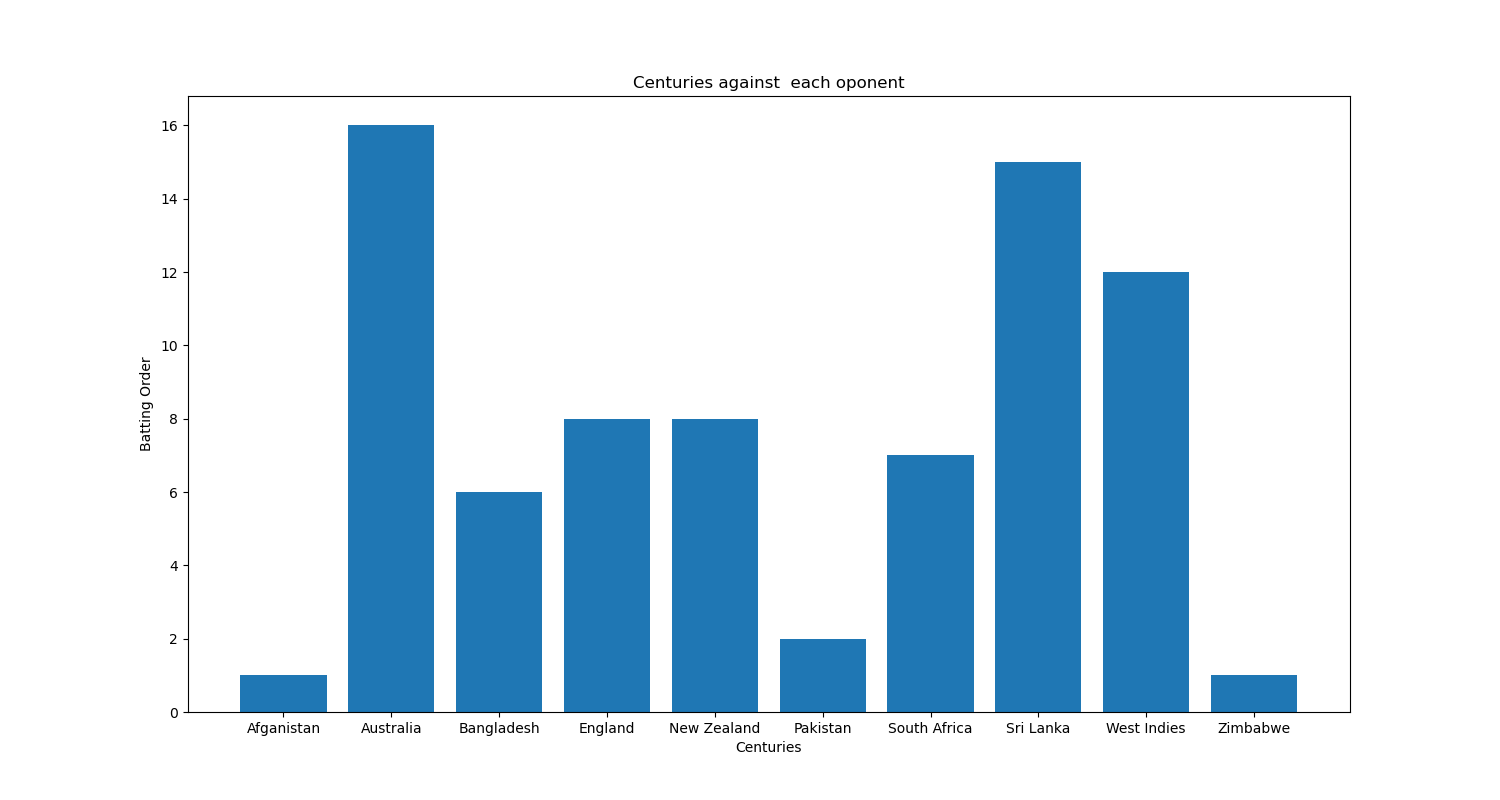 Centuries against  each oponent
16
14
12
10
8
6
4
2
0
Batting Order
Afganistan Australia Bangladesh England New Zealand Pakistan South Africa Sri Lanka West Indies Zimbabwe
Centuries